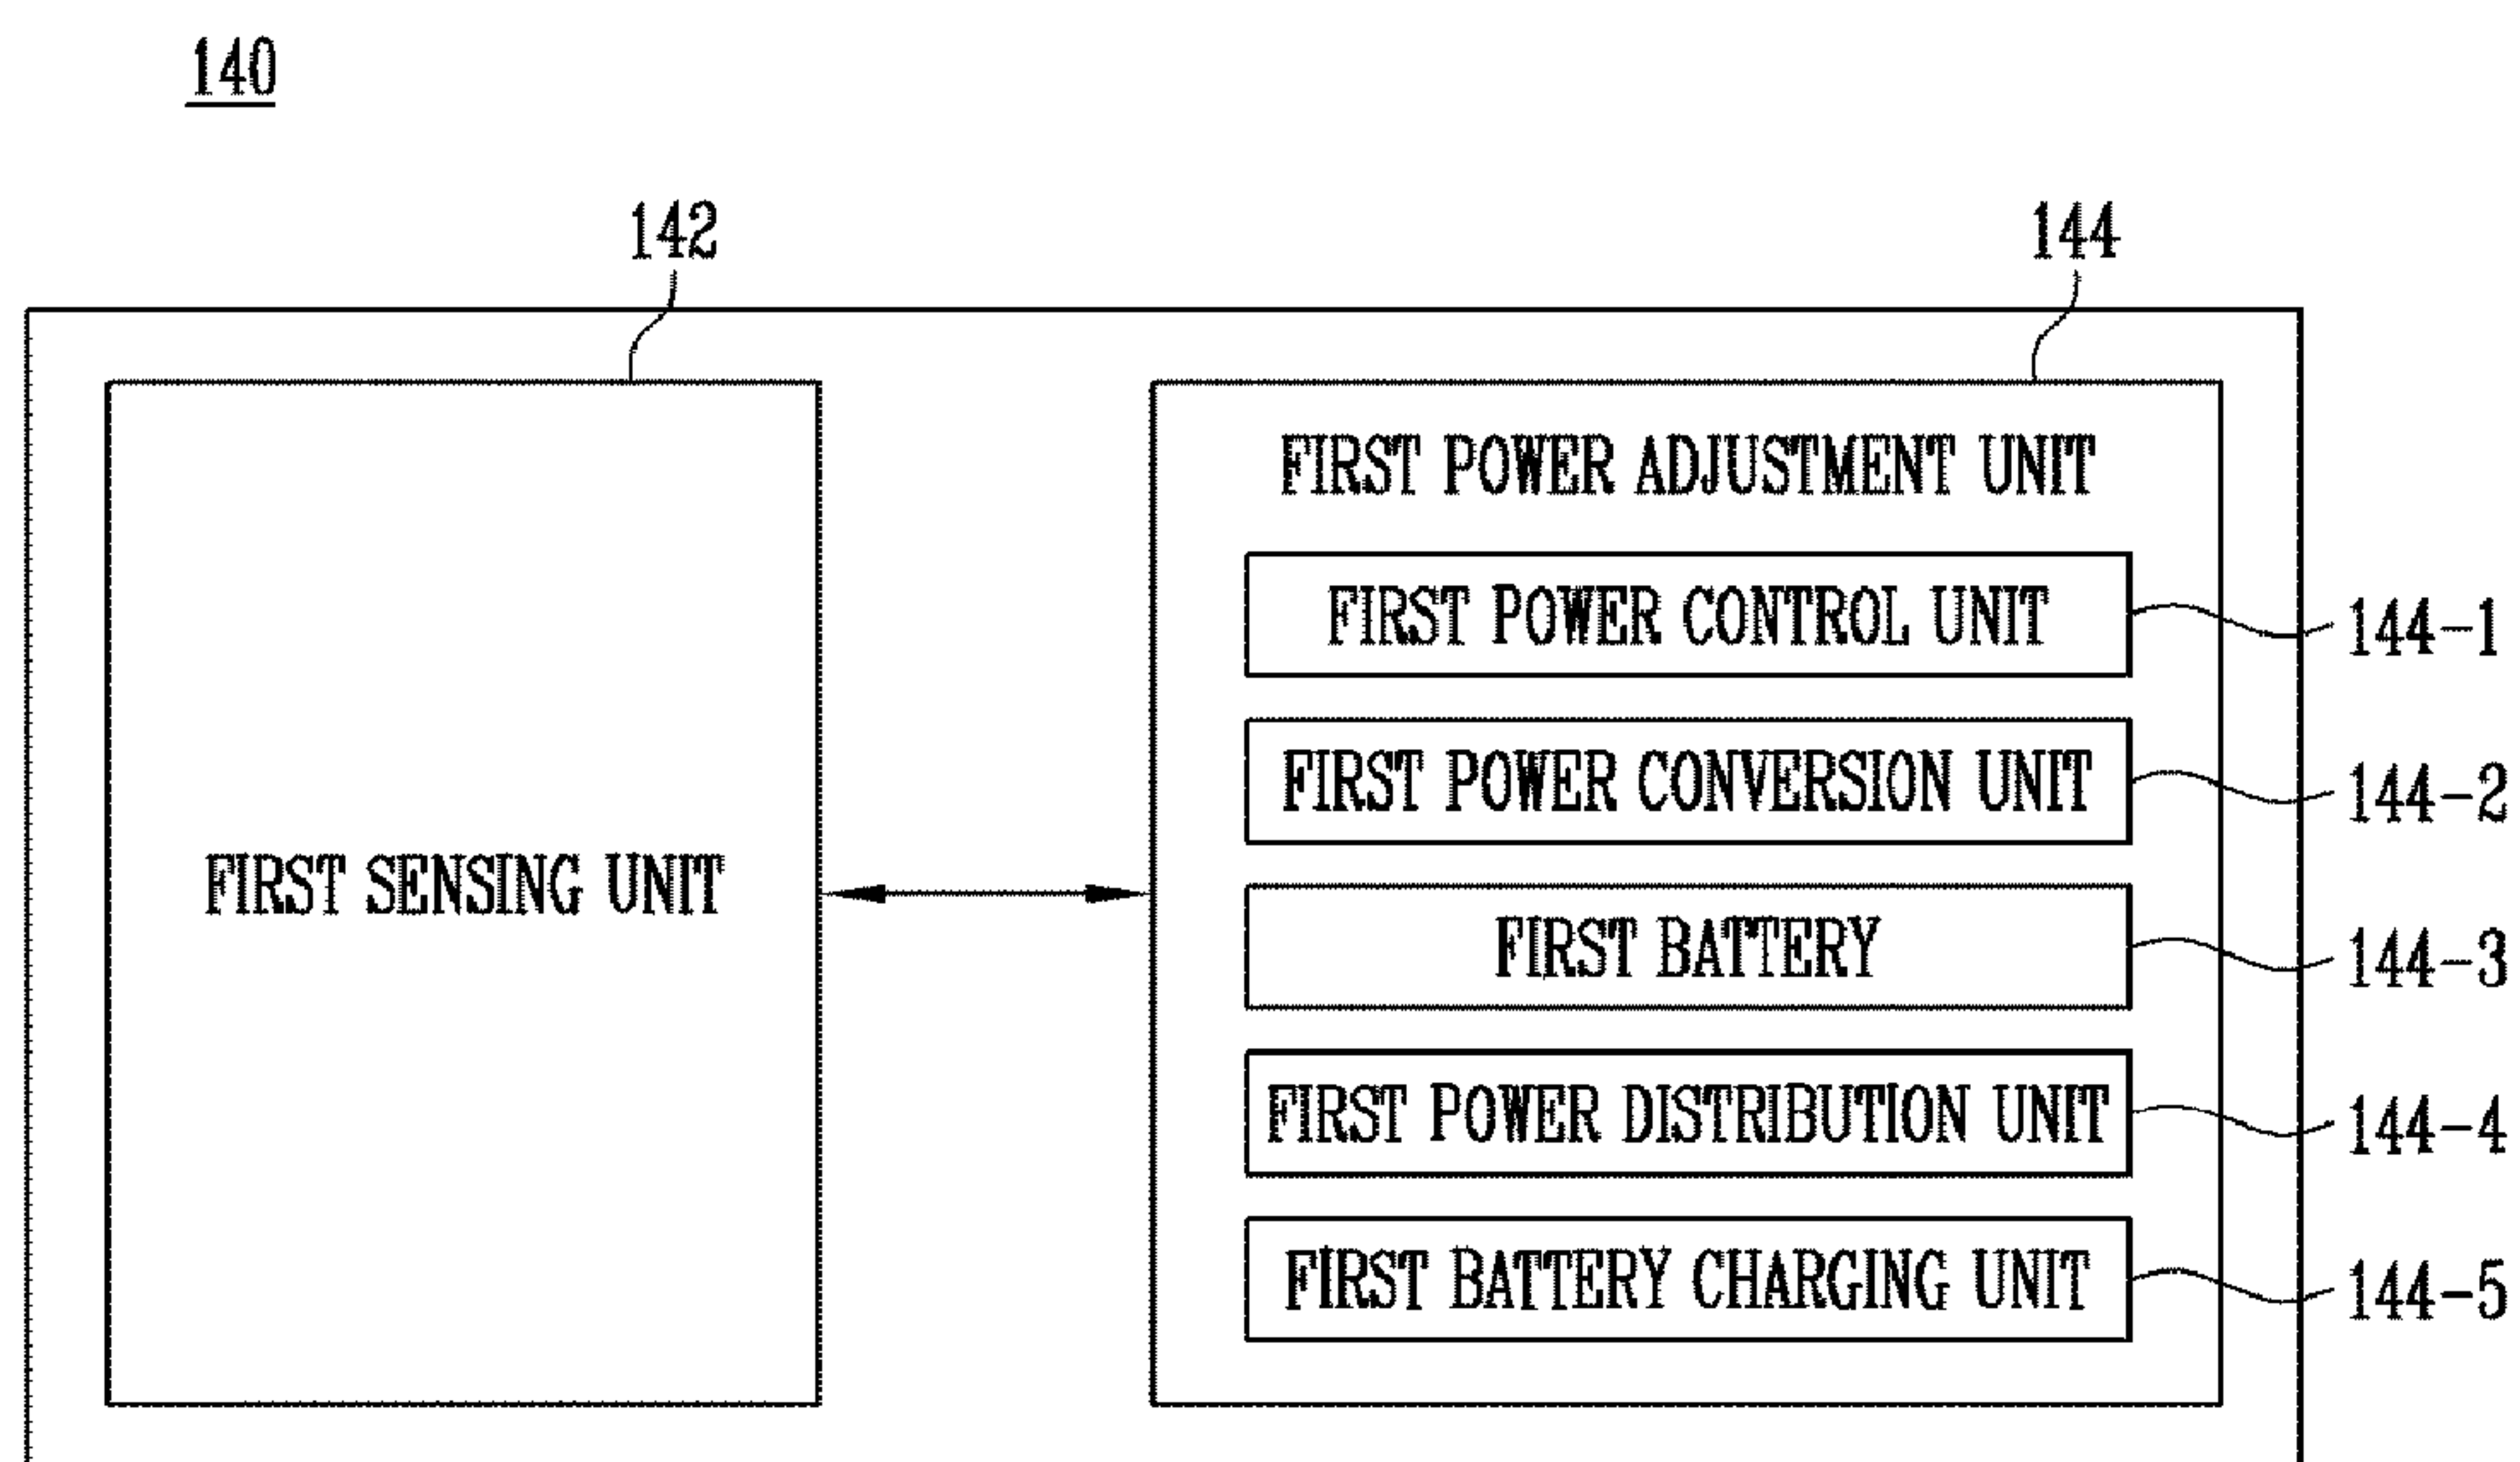 140
142
144
FIRST SENSING UNIT
FIRST POWER ADJUSTMENT UNIT
FIRST POWER CONTROL UNIT
144-1
FIRST POWER CONVERSION UNIT
144-2
FIRST BATTERY
144-3
FIRST POWER DISTRIBUTION UNIT
144-4
FIRST BATTERY CHARGING UNIT
144-5